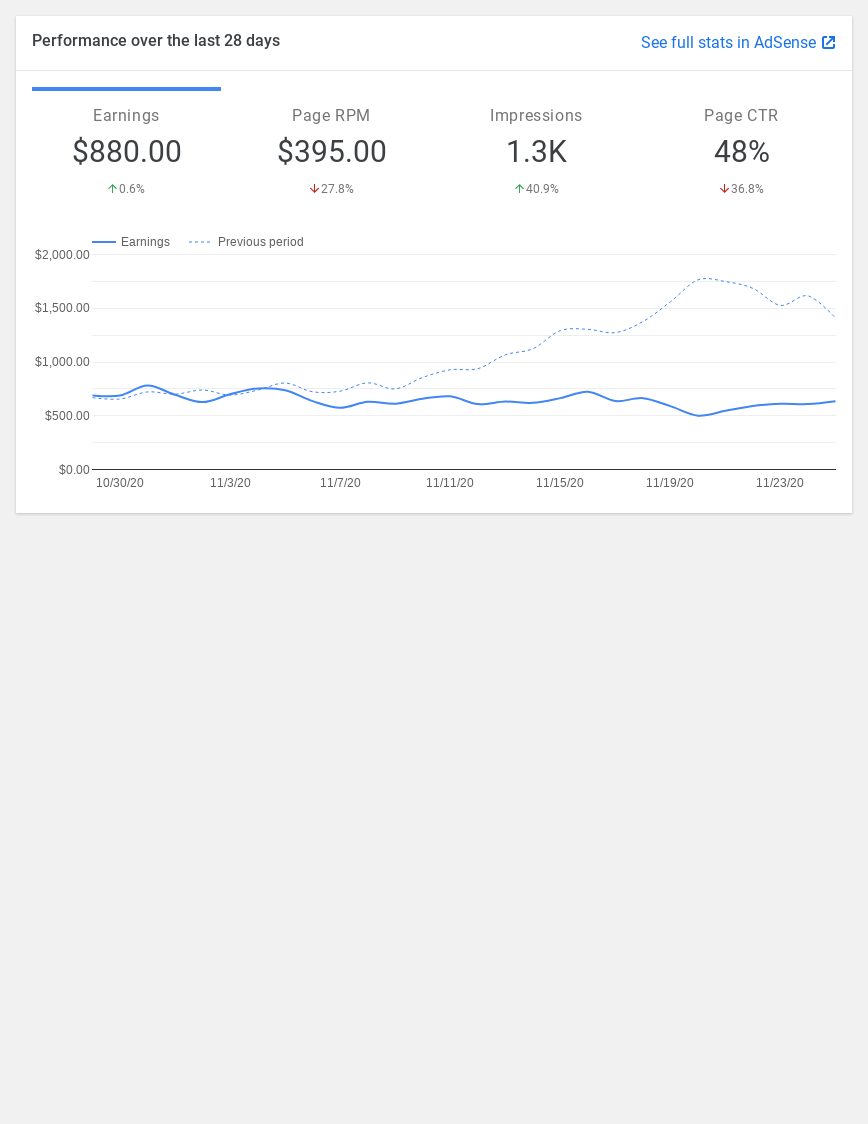 Performance over the last 28 days
See full stats in AdSense
Earnings Page RPM Impressions Page CTR
$880.00 $395.00 1.3K 48%
0.6% 27.8% 40.9% 36.8%
Earnings Previous period
$2,000.00
$1,500.00
$1,000.00
$500.00
$0.00
10/30/20 11/3/20 11/7/20 11/11/20 11/15/20 11/19/20 11/23/20